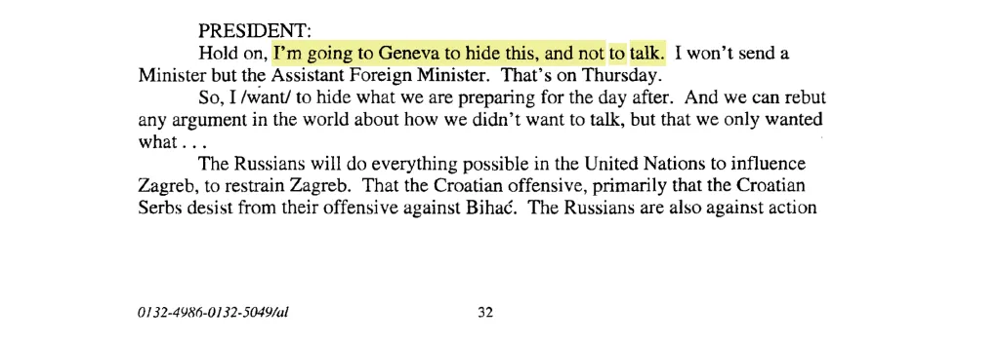 PRESIDENT:
Hold on, I'm going to Geneva to hide this, and not to talk. I won't send a
Minister but the Assistant Foreign Minister. That's on Thursday.
So, I /want/ to hide what we are preparing for the day after. And we can rebut
any argument in the world about how we didn't want to talk, but that we only wanted
what . . .
The Russians will do everything possible in the United Nations to influence
Zagreb, to restrain Zagreb. That the Croatian offensive, primarily that the Croatian
Serbs desist from their offensive against Bihać. The Russians are also against action
0132-4986-0132-5049/al
32